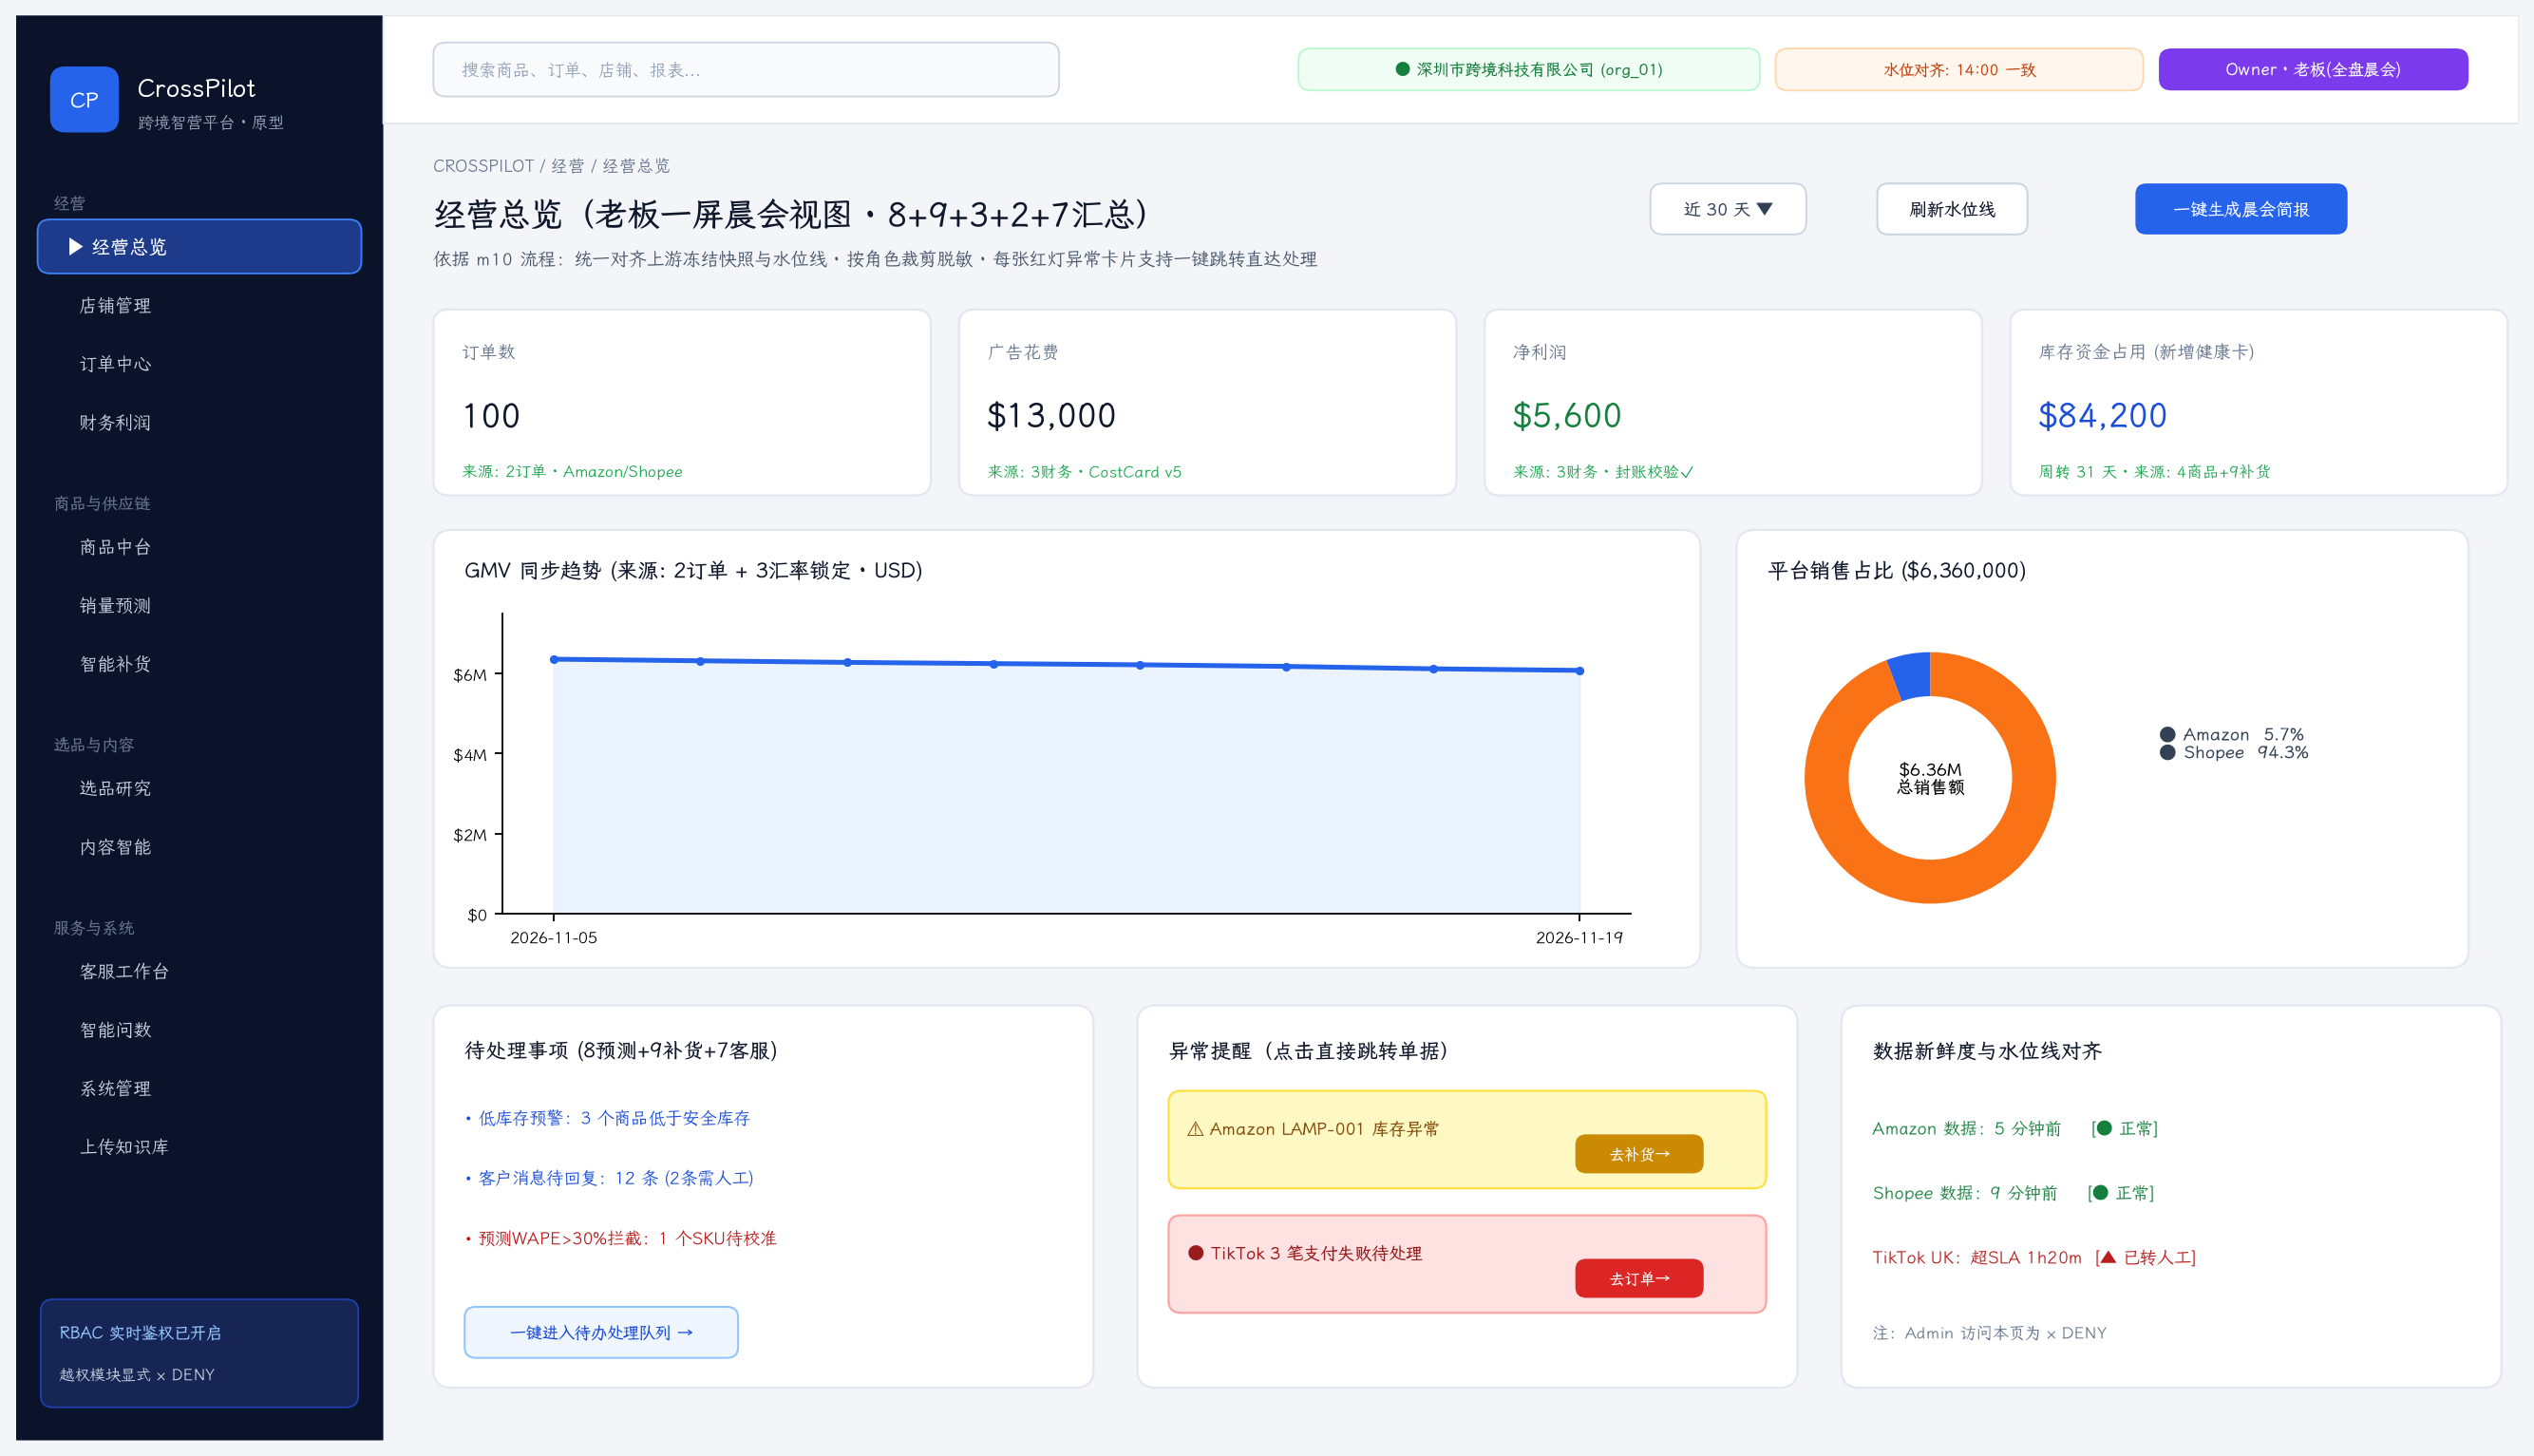 CP
CrossPilot
跨境智营平台・原型
经营
▶ 经营总览
店铺管理
订单中心
财务利润
商品与供应链
商品中台
销量预测
智能补货
选品与内容
选品研究
内容智能
服务与系统
客服工作台
智能问数
系统管理
上传知识库
RBAC 实时鉴权已开启
越权模块显式 × DENY
搜索商品、订单、店铺、报表...
● 深圳市跨境科技有限公司 (org_01)
水位对齐: 14:00 一致
Owner・老板(全盘晨会)
CROSSPILOT / 经营 / 经营总览
经营总览（老板一屏晨会视图・8+9+3+2+7汇总）
依据 m10 流程：统一对齐上游冻结快照与水位线・按角色裁剪脱敏・每张红灯异常卡片支持一键跳转直达处理
近 30 天 ▼
刷新水位线
一键生成晨会简报
订单数
100
来源: 2订单・Amazon/Shopee
广告花费
$13,000
来源: 3财务・CostCard v5
净利润
$5,600
来源: 3财务・封账校验✓
库存资金占用 (新增健康卡)
$84,200
周转 31 天・来源: 4商品+9补货
GMV 同步趋势 (来源: 2订单 + 3汇率锁定・USD)
$6M
$4M
$2M
$0
2026-11-05
2026-11-19
平台销售占比 ($6,360,000)
$6.36M
总销售额
● Amazon 5.7%
● Shopee 94.3%
待处理事项 (8预测+9补货+7客服)
• 低库存预警：3 个商品低于安全库存
• 客户消息待回复：12 条 (2条需人工)
• 预测WAPE>30%拦截：1 个SKU待校准
一键进入待办处理队列 →
异常提醒（点击直接跳转单据）
⚠ Amazon LAMP-001 库存异常
去补货→
● TikTok 3 笔支付失败待处理
去订单→
数据新鲜度与水位线对齐
Amazon 数据：5 分钟前 [● 正常]
Shopee 数据：9 分钟前 [● 正常]
TikTok UK：超SLA 1h20m [▲ 已转人工]
注：Admin 访问本页为 × DENY